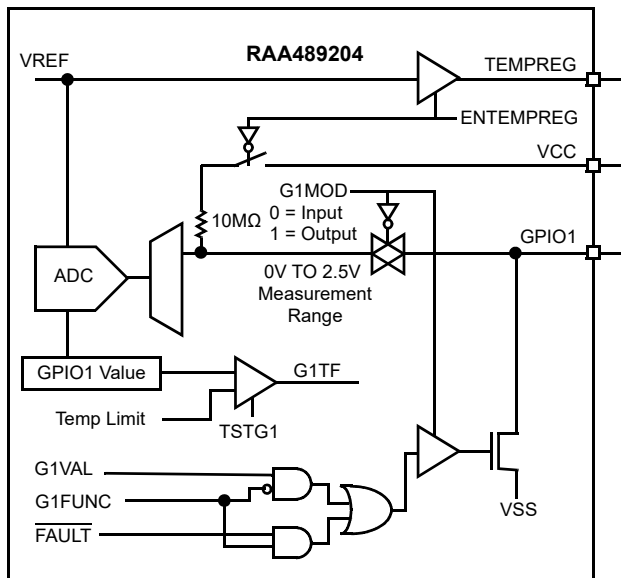 RAA489204
VREF
TEMPREG
ENTEMPREG
VCC
G1MOD
0 = Input
1 = Output
10MΩ
GPIO1
ADC
0V TO 2.5V
Measurement
Range
GPIO1 Value
G1TF
Temp Limit
TSTG1
G1VAL
G1FUNC
FAULT
VSS